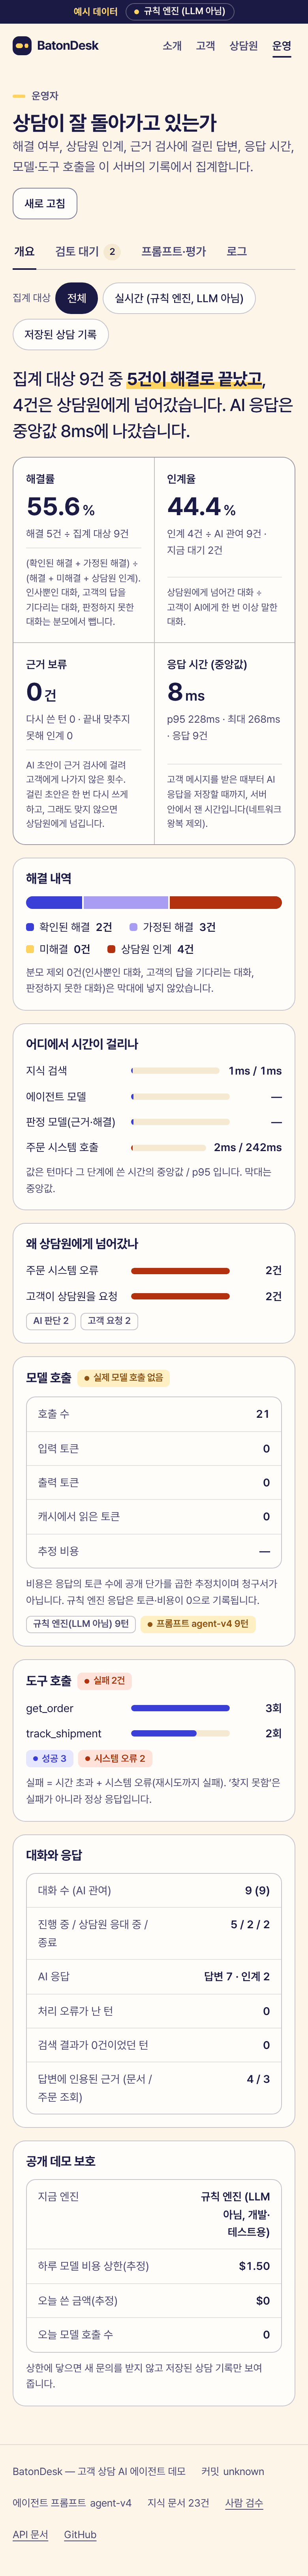 예시 데이터 규칙 엔진 (LLM 아님)
BatonDesk 소개 고객 상담원 운영
운영자
상담이 잘 돌아가고 있는가
해결 여부, 상담원 인계, 근거 검사에 걸린 답변, 응답 시간,
모델·도구 호출을 이 서버의 기록에서 집계합니다.
새로 고침
개요 검토 대기 2 프롬프트·평가 로그
집계 대상 전체 실시간 (규칙 엔진, LLM 아님)
저장된 상담 기록
집계 대상 9건 중 5건이 해결로 끝났고,
4건은 상담원에게 넘어갔습니다. AI 응답은
중앙값 8ms에 나갔습니다.
해결률
55.6 %
해결 5건 ÷ 집계 대상 9건
(확인된 해결 + 가정된 해결) ÷
(해결 + 미해결 + 상담원 인계).
인사뿐인 대화, 고객의 답을
기다리는 대화, 판정하지 못한
대화는 분모에서 뺍니다.
인계율
44.4 %
인계 4건 ÷ AI 관여 9건 ·
지금 대기 2건
상담원에게 넘어간 대화 ÷
고객이 AI에게 한 번 이상 말한
대화.
근거 보류
0 건
다시 쓴 턴 0 · 끝내 맞추지
못해 인계 0
AI 초안이 근거 검사에 걸려
고객에게 나가지 않은 횟수.
걸린 초안은 한 번 다시 쓰게
하고, 그래도 맞지 않으면
상담원에게 넘깁니다.
응답 시간 (중앙값)
8 ms
p95 228ms · 최대 268ms
· 응답 9건
고객 메시지를 받은 때부터 AI
응답을 저장할 때까지, 서버
안에서 잰 시간입니다(네트워크
왕복 제외).
해결 내역
확인된 해결 2건 가정된 해결 3건
미해결 0건 상담원 인계 4건
분모 제외 0건(인사뿐인 대화, 고객의 답을 기다리는 대화,
판정하지 못한 대화)은 막대에 넣지 않았습니다.
어디에서 시간이 걸리나
지식 검색 1ms / 1ms
에이전트 모델 —
판정 모델(근거·해결) —
주문 시스템 호출 2ms / 242ms
값은 턴마다 그 단계에 쓴 시간의 중앙값 / p95 입니다. 막대는
중앙값.
왜 상담원에게 넘어갔나
주문 시스템 오류 2건
고객이 상담원을 요청 2건
AI 판단 2 고객 요청 2
모델 호출 실제 모델 호출 없음
호출 수 21
입력 토큰 0
출력 토큰 0
캐시에서 읽은 토큰 0
추정 비용 —
비용은 응답의 토큰 수에 공개 단가를 곱한 추정치이며 청구서가
아닙니다. 규칙 엔진 응답은 토큰·비용이 0으로 기록됩니다.
규칙 엔진(LLM 아님) 9턴 프롬프트 agent-v4 9턴
도구 호출 실패 2건
get_order 3회
track_shipment 2회
성공 3 시스템 오류 2
실패 = 시간 초과 + 시스템 오류(재시도까지 실패). ‘찾지 못함’은
실패가 아니라 정상 응답입니다.
대화와 응답
대화 수 (AI 관여) 9 (9)
진행 중 / 상담원 응대 중 / 5 / 2 / 2
종료
AI 응답 답변 7 · 인계 2
처리 오류가 난 턴 0
검색 결과가 0건이었던 턴 0
답변에 인용된 근거 (문서 / 4 / 3
주문 조회)
공개 데모 보호
지금 엔진 규칙 엔진 (LLM
아님, 개발·
테스트용)
하루 모델 비용 상한(추정) $1.50
오늘 쓴 금액(추정) $0
오늘 모델 호출 수 0
상한에 닿으면 새 문의를 받지 않고 저장된 상담 기록만 보여
줍니다.
BatonDesk — 고객 상담 AI 에이전트 데모 커밋 unknown
에이전트 프롬프트 agent-v4 지식 문서 23건 사람 검수
API 문서 GitHub